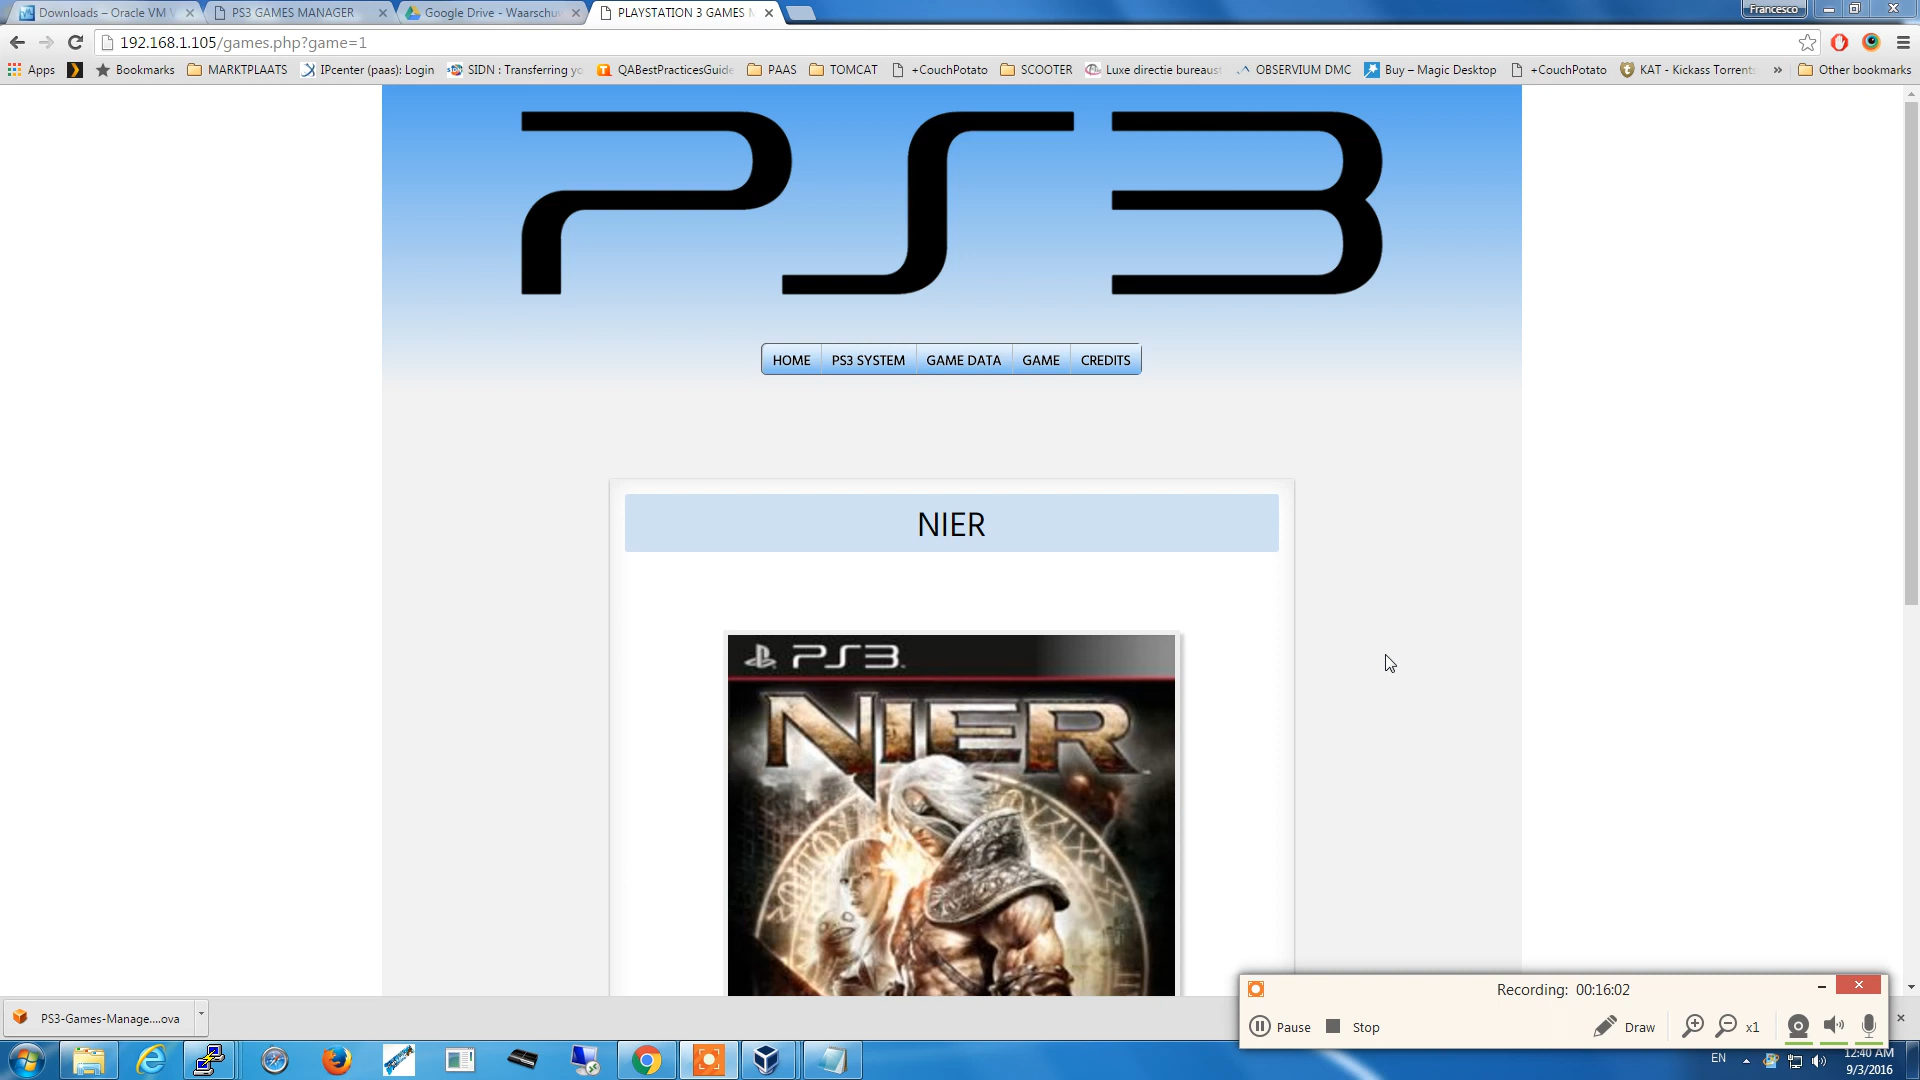 Downloads – Oracle VM V
PS3 GAMES MANAGER
Google Drive - Waarschu
PLAYSTATION 3 GAMES M
Francesco
192.168.1.105/games.php?game=1
Apps
Bookmarks
MARKTPLAATS
IPcenter (paas): Login
SIDN : Transferring yo
QABestPracticesGuide
PAAS
TOMCAT
+CouchPotato
SCOOTER
Luxe directie bureaust
OBSERVIUM DMC
Buy – Magic Desktop
+CouchPotato
KAT - Kickass Torrents
»
Other bookmarks
PS3
HOME
PS3 SYSTEM
GAME DATA
GAME
CREDITS
NIER
PS3
NIER
Recording: 00:16:02
Pause
Stop
Draw
x1
PS3-Games-Manage....ova
EN
12:40 AM
9/3/2016